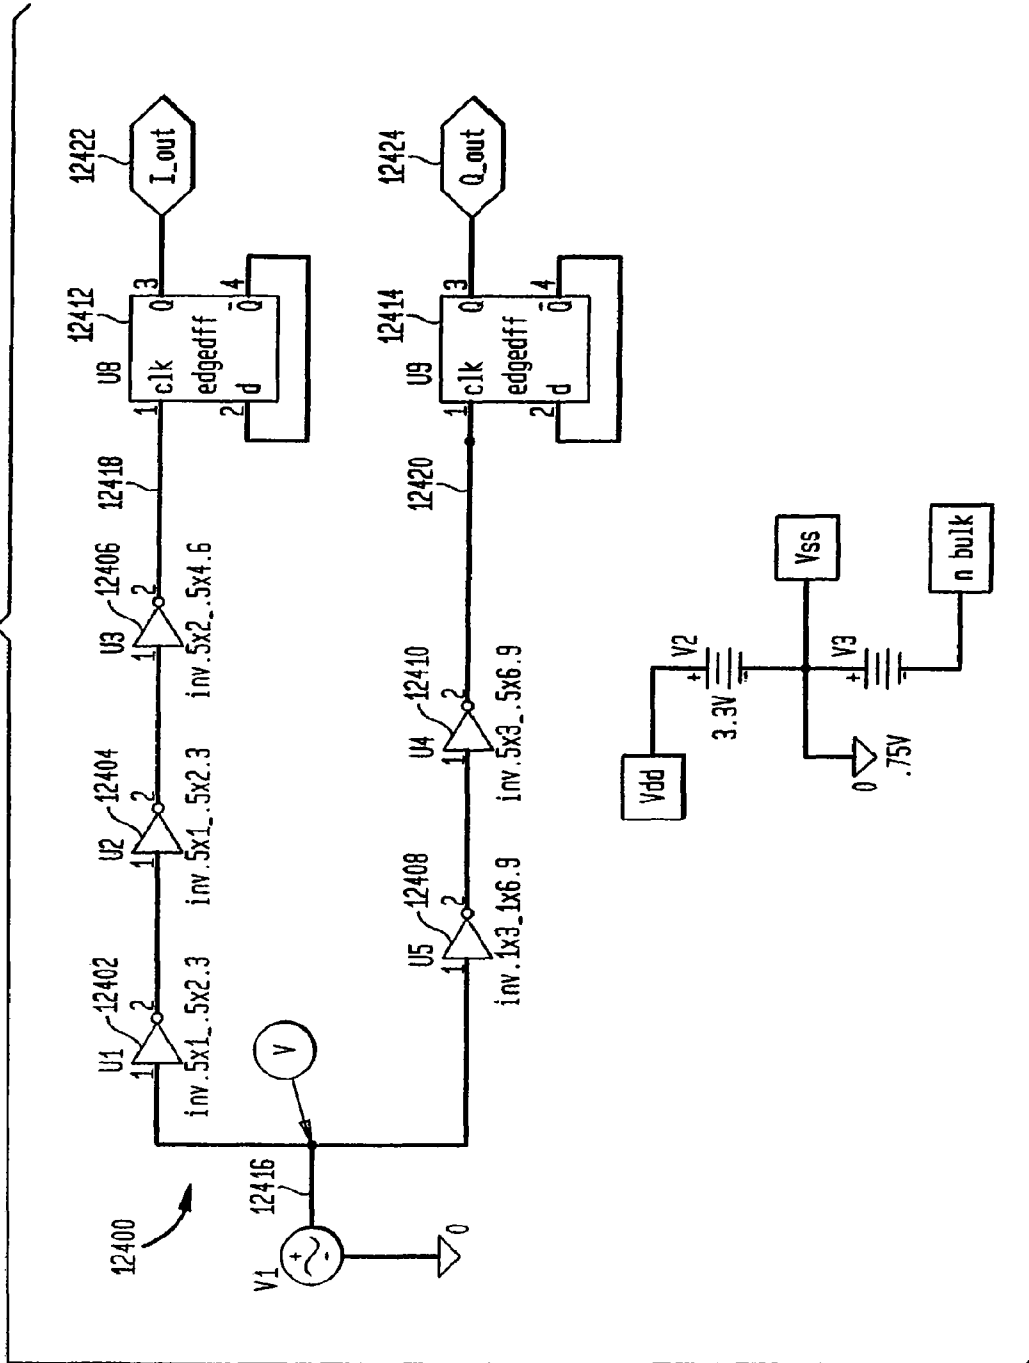 12400
V1
12416
0
V
U1
12402
1
2
inv.5x1_.5x2.3
U2
12404
1
2
inv.5x1_.5x2.3
U3
12406
1
2
inv.5x2_.5x4.6
12418
U8
12412
1
clk
Q
3
edgedff
2
d
Q̄
4
I_out
12422
U5
12408
1
2
inv.1x3_1x6.9
U4
12410
1
2
inv.5x3_.5x6.9
12420
U9
12414
1
clk
Q
3
edgedff
2
d
Q̄
4
Q_out
12424
Vdd
V2
3.3V
Vss
0
.75V
V3
n bulk